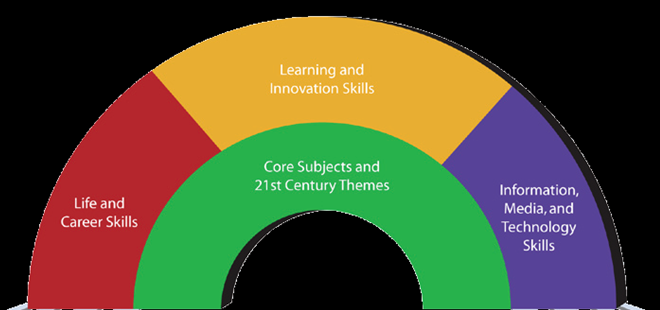 Learning and
Innovation Skills
Core Subjects and
21st Century Themes
Life and
Career Skills
Information,
Media, and
Technology
Skills